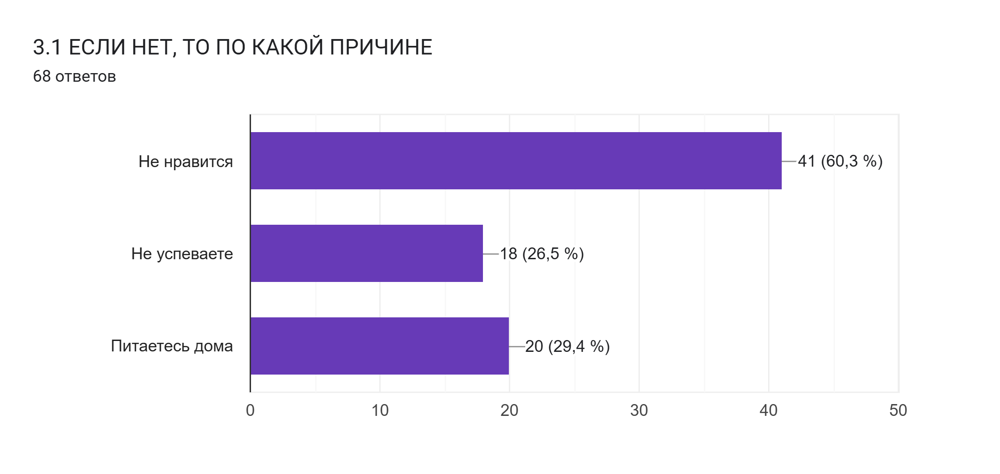 3.1 ЕСЛИ НЕТ, ТО ПО КАКОЙ ПРИЧИНЕ
68 ответов
Не нравится
41 (60,3 %)
Не успеваете
18 (26,5 %)
Питаетесь дома
20 (29,4 %)
0 10 20 30 40 50